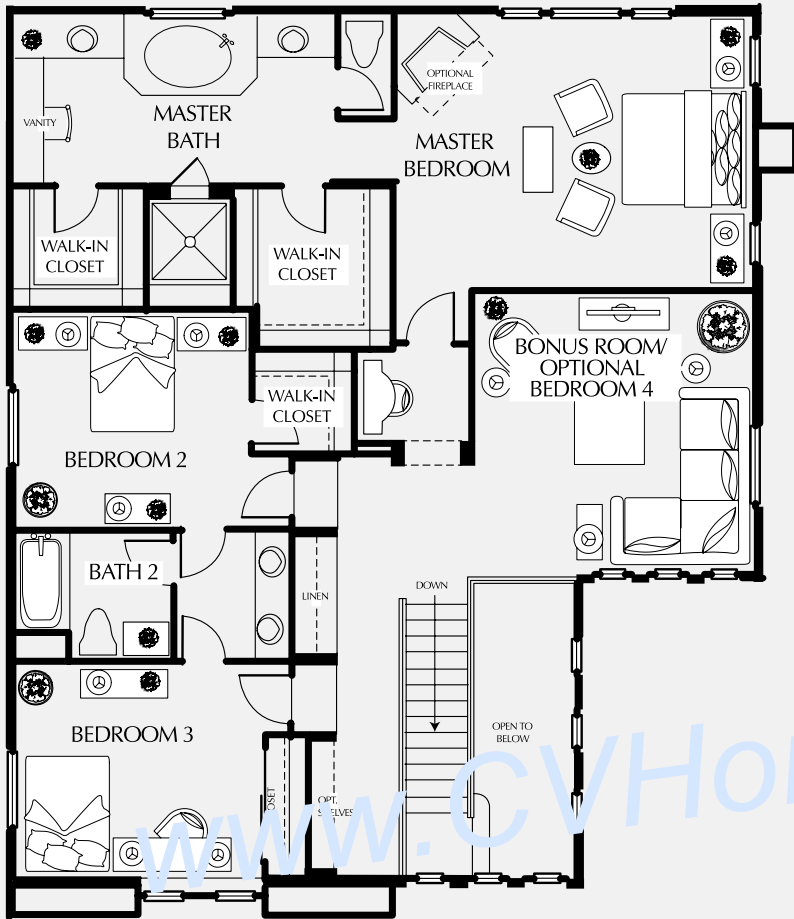 OPTIONAL
FIREPLACE
VANITY
MASTER
BATH
MASTER
BEDROOM
WALK-IN
CLOSET
WALK-IN
CLOSET
BONUS ROOM/
OPTIONAL
BEDROOM 4
WALK-IN
CLOSET
BEDROOM 2
BATH 2
LINEN
DOWN
BEDROOM 3
OPEN TO
BELOW
OPT.
SHELVES
www.CVHo